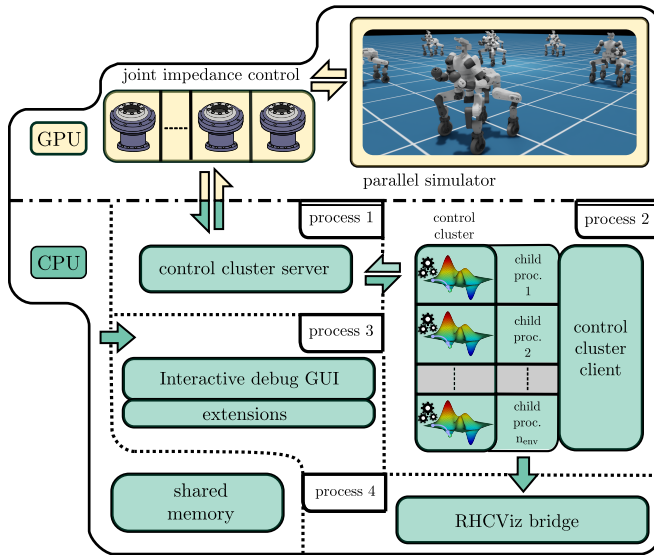 joint impedance control
GPU
parallel simulator
process 1
control
cluster
process 2
CPU
control cluster server
child
proc.
1
process 3
child
proc.
2
control
cluster
client
Interactive debug GUI
extensions
child
proc.
n_env
shared
memory
process 4
RHCViz bridge